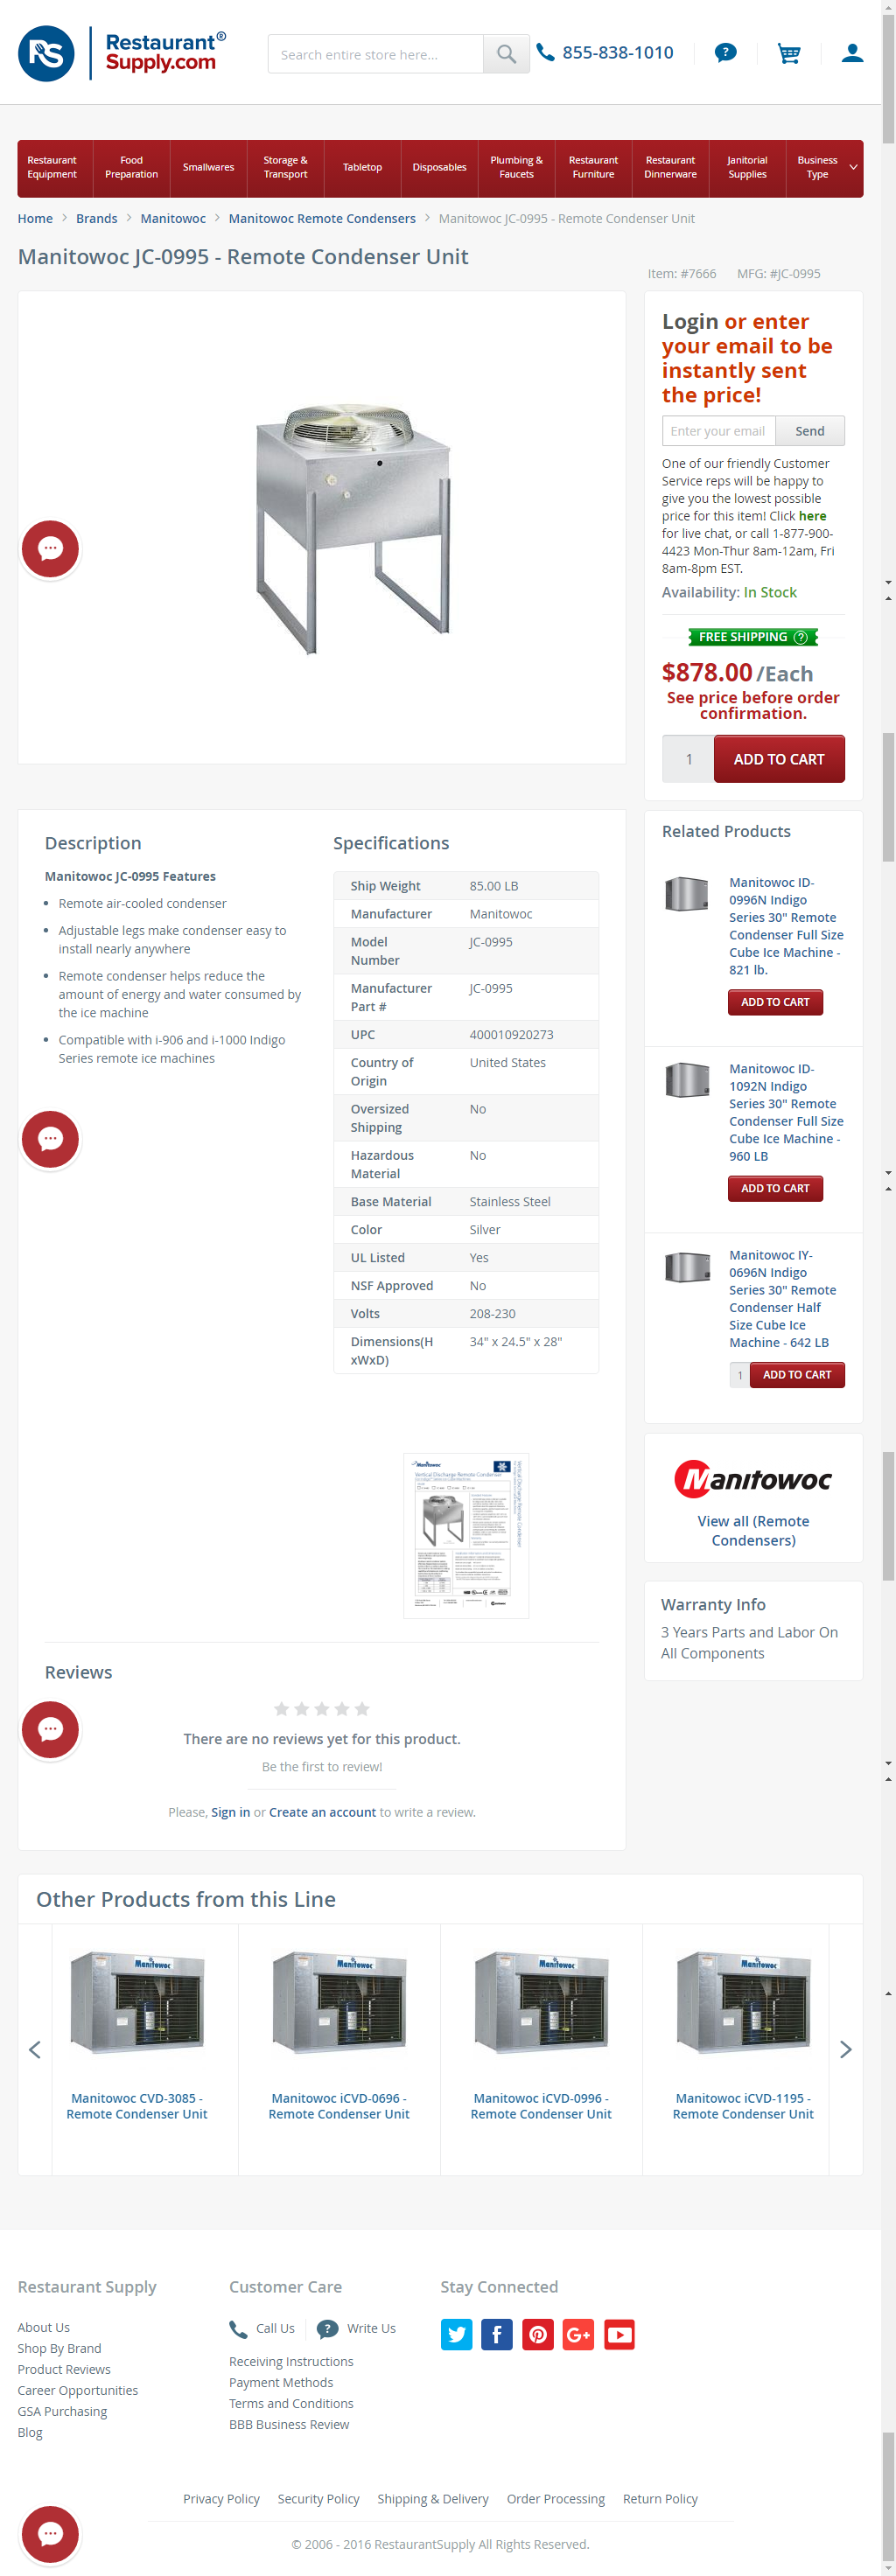 RS
Restaurant®
Supply.com
Search entire store here...
855-838-1010
?
Restaurant Equipment
Food Preparation
Smallwares
Storage & Transport
Tabletop
Disposables
Plumbing & Faucets
Restaurant Furniture
Restaurant Dinnerware
Janitorial Supplies
Business Type
Home > Brands > Manitowoc > Manitowoc Remote Condensers > Manitowoc JC-0995 - Remote Condenser Unit
Manitowoc JC-0995 - Remote Condenser Unit
Item: #7666 MFG: #JC-0995
Login or enter
your email to be
instantly sent
the price!
Enter your email
Send
One of our friendly Customer
Service reps will be happy to
give you the lowest possible
price for this item! Click here
for live chat, or call 1-877-900-
4423 Mon-Thur 8am-12am, Fri
8am-8pm EST.
Availability: In Stock
FREE SHIPPING ?
$878.00 /Each
See price before order
confirmation.
1
ADD TO CART
Description
Manitowoc JC-0995 Features
• Remote air-cooled condenser
• Adjustable legs make condenser easy to
install nearly anywhere
• Remote condenser helps reduce the
amount of energy and water consumed by
the ice machine
• Compatible with i-906 and i-1000 Indigo
Series remote ice machines
Specifications
Ship Weight 85.00 LB
Manufacturer Manitowoc
Model
Number JC-0995
Manufacturer
Part # JC-0995
UPC 400010920273
Country of
Origin United States
Oversized
Shipping No
Hazardous
Material No
Base Material Stainless Steel
Color Silver
UL Listed Yes
NSF Approved No
Volts 208-230
Dimensions(H
xWxD) 34" x 24.5" x 28"
Manitowoc
Vertical Discharge Remote Condenser
Related Products
Manitowoc ID-
0996N Indigo
Series 30" Remote
Condenser Full Size
Cube Ice Machine -
821 lb.
ADD TO CART
Manitowoc ID-
1092N Indigo
Series 30" Remote
Condenser Full Size
Cube Ice Machine -
960 LB
ADD TO CART
Manitowoc IY-
0696N Indigo
Series 30" Remote
Condenser Half
Size Cube Ice
Machine - 642 LB
1
ADD TO CART
Manitowoc
View all (Remote
Condensers)
Warranty Info
3 Years Parts and Labor On
All Components
Reviews
There are no reviews yet for this product.
Be the first to review!
Please, Sign in or Create an account to write a review.
Other Products from this Line
Manitowoc
Manitowoc
Manitowoc
Manitowoc
Manitowoc CVD-3085 -
Remote Condenser Unit
Manitowoc iCVD-0696 -
Remote Condenser Unit
Manitowoc iCVD-0996 -
Remote Condenser Unit
Manitowoc iCVD-1195 -
Remote Condenser Unit
Restaurant Supply
About Us
Shop By Brand
Product Reviews
Career Opportunities
GSA Purchasing
Blog
Customer Care
Call Us
? Write Us
Receiving Instructions
Payment Methods
Terms and Conditions
BBB Business Review
Stay Connected
f
G+
Privacy Policy Security Policy Shipping & Delivery Order Processing Return Policy
© 2006 - 2016 RestaurantSupply All Rights Reserved.